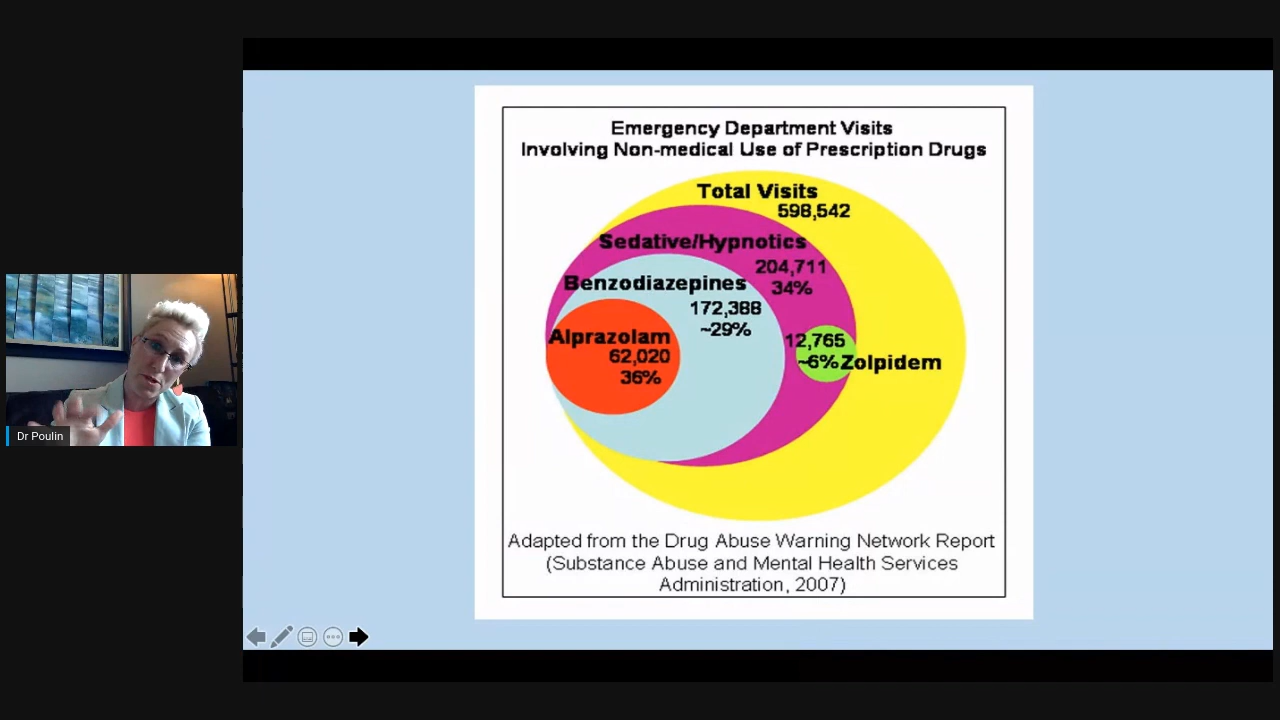 Emergency Department Visits
Involving Non-medical Use of Prescription Drugs
Total Visits
598,542
Sedative/Hypnotics
204,711
34%
Benzodiazepines
172,388
~29%
Alprazolam
62,020
36%
12,765
~6% Zolpidem
Adapted from the Drug Abuse Warning Network Report
(Substance Abuse and Mental Health Services
Administration, 2007)
Dr Poulin